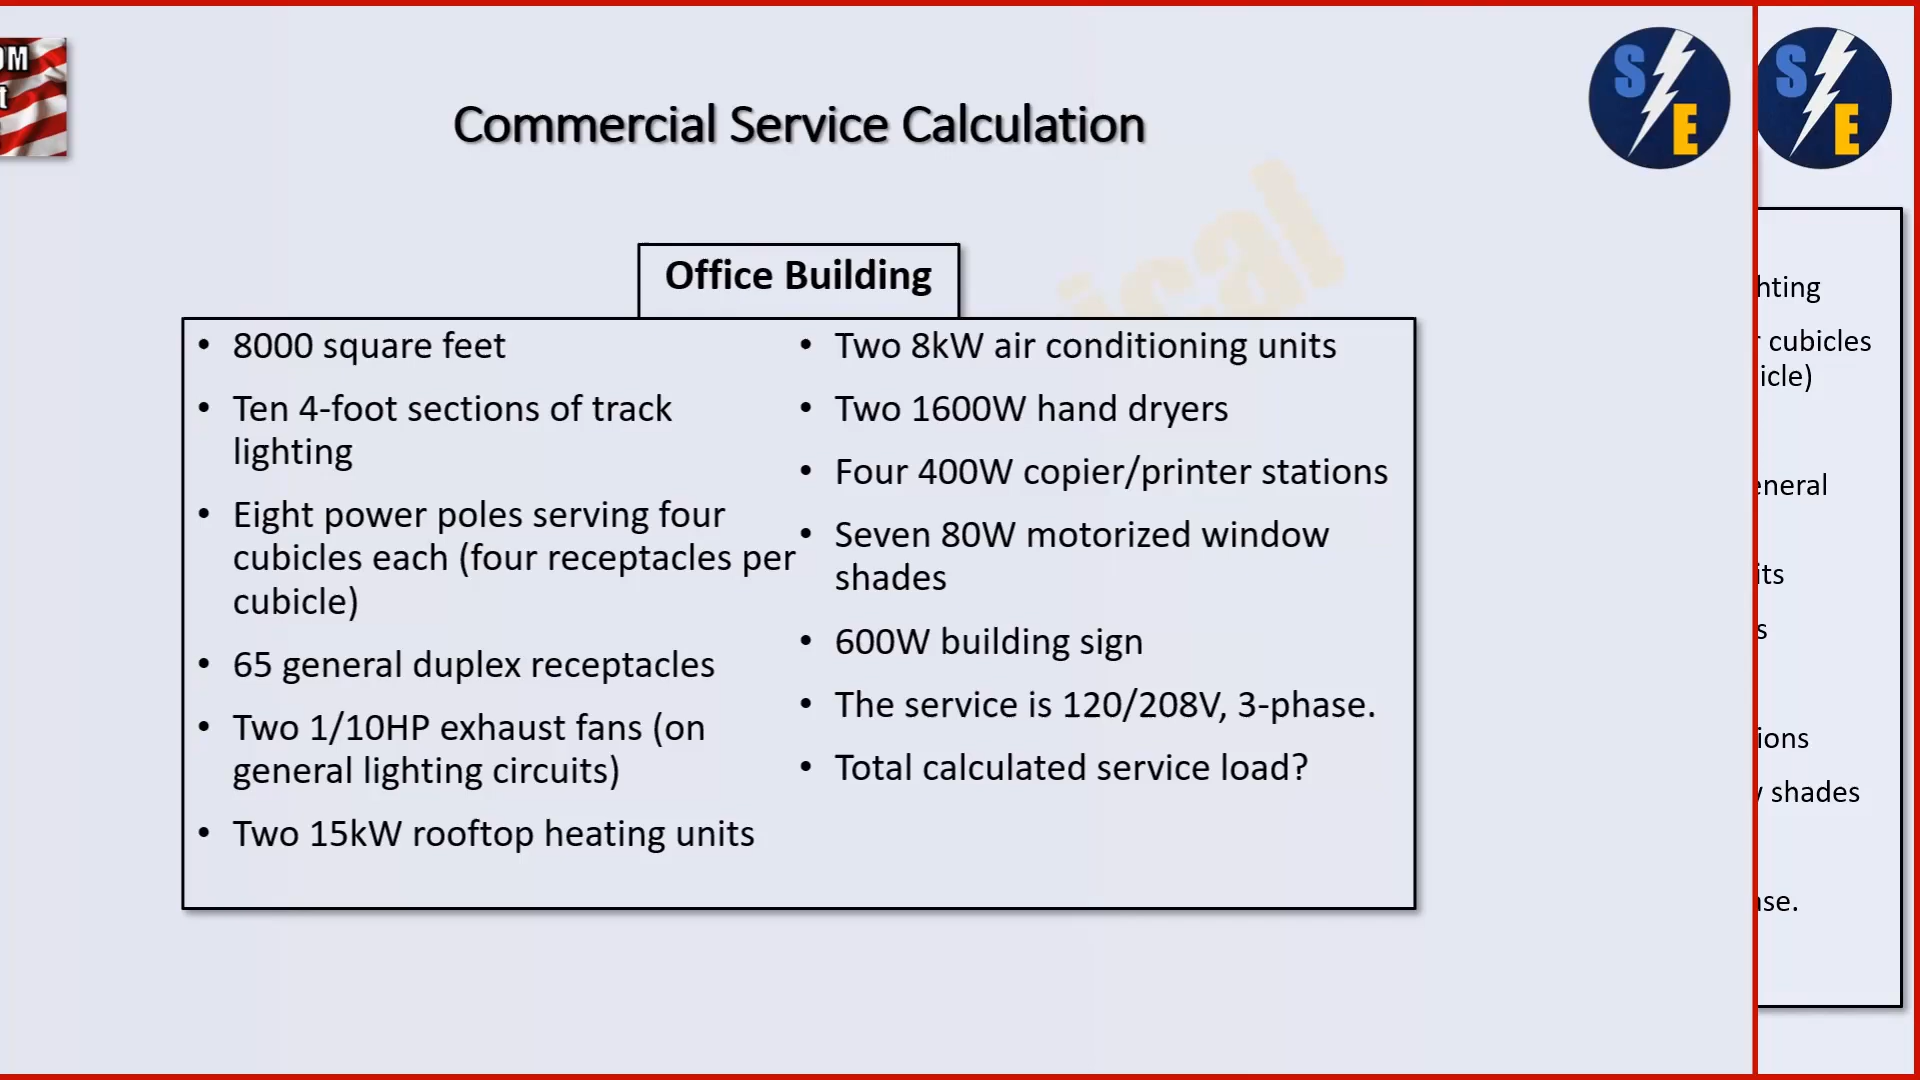 OM
t
S
E
S
E
Commercial Service Calculation
ical
Office Building
• 8000 square feet
• Ten 4-foot sections of track
lighting
• Eight power poles serving four
cubicles each (four receptacles per
cubicle)
• 65 general duplex receptacles
• Two 1/10HP exhaust fans (on
general lighting circuits)
• Two 15kW rooftop heating units
• Two 8kW air conditioning units
• Two 1600W hand dryers
• Four 400W copier/printer stations
• Seven 80W motorized window
shades
• 600W building sign
• The service is 120/208V, 3-phase.
• Total calculated service load?
hting
cubicles
icle)
eneral
its
s
ions
shades
ase.